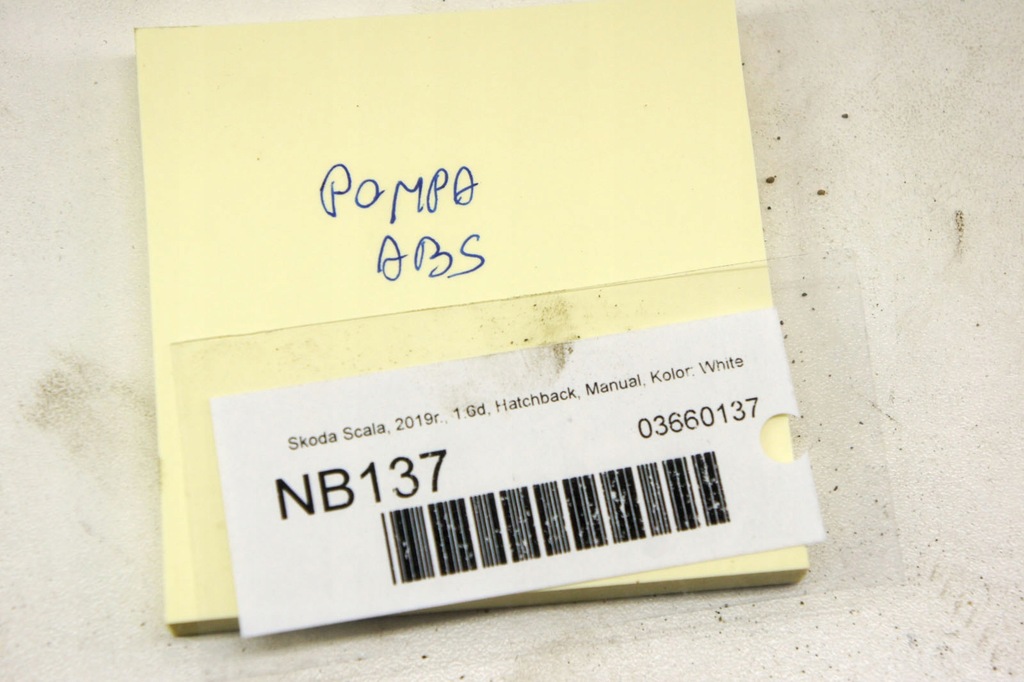 POMPA
ABS
Skoda Scala, 2019r., 1.6d, Hatchback, Manual, Kolor: White
03660137
NB137